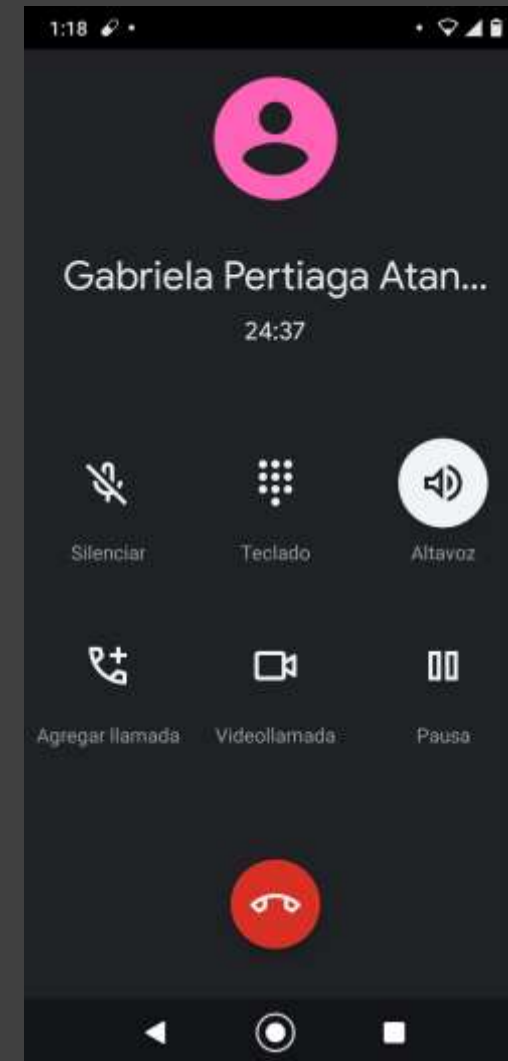 1:18
Gabriela Pertiaga Atan...
24:37
Silenciar Teclado Altavoz
Agregar llamada Videollamada Pausa